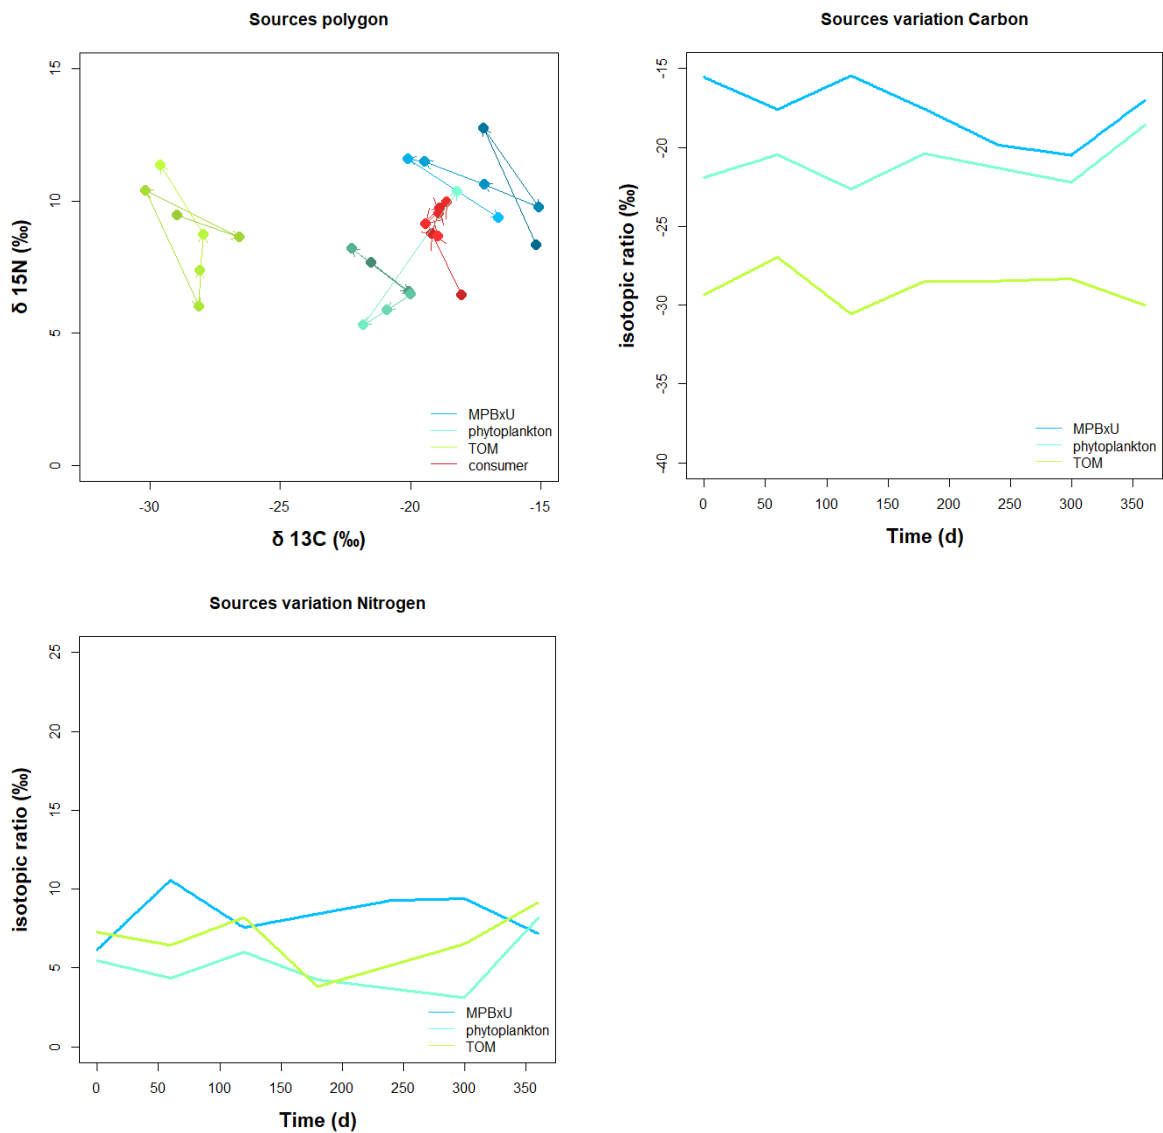 Sources polygon
δ 15N (‰)
15
10
5
0
MPBxU
phytoplankton
TOM
consumer
-30 -25 -20 -15
δ 13C (‰)
Sources variation Carbon
isotopic ratio (‰)
-15
-20
-25
-30
-35
-40
MPBxU
phytoplankton
TOM
0 50 100 150 200 250 300 350
Time (d)
Sources variation Nitrogen
isotopic ratio (‰)
25
20
15
10
5
0
MPBxU
phytoplankton
TOM
0 50 100 150 200 250 300 350
Time (d)